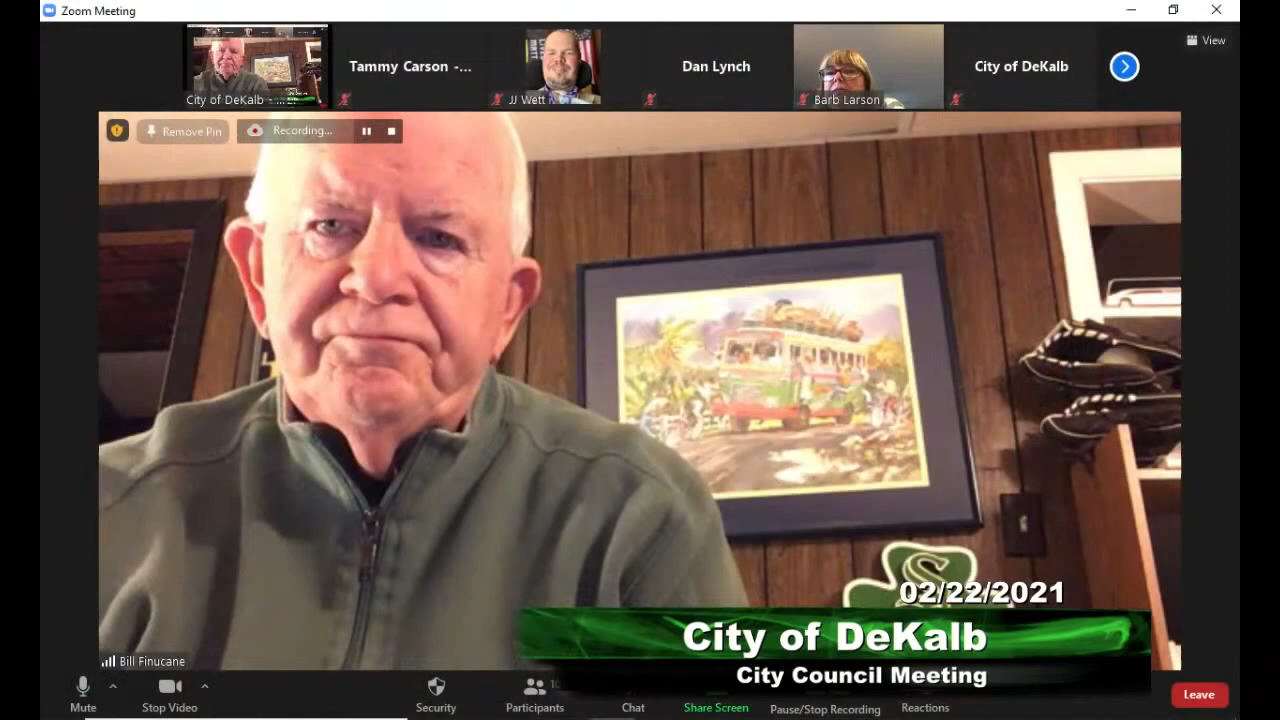 Zoom Meeting
View
City of DeKalb -
Tammy Carson -...
JJ Wett
Dan Lynch
Barb Larson
City of DeKalb
Remove Pin
Recording...
02/22/2021
City of DeKalb
City Council Meeting
Bill Finucane
Mute
Stop Video
Security
Participants
10
Chat
Share Screen
Pause/Stop Recording
Reactions
Leave